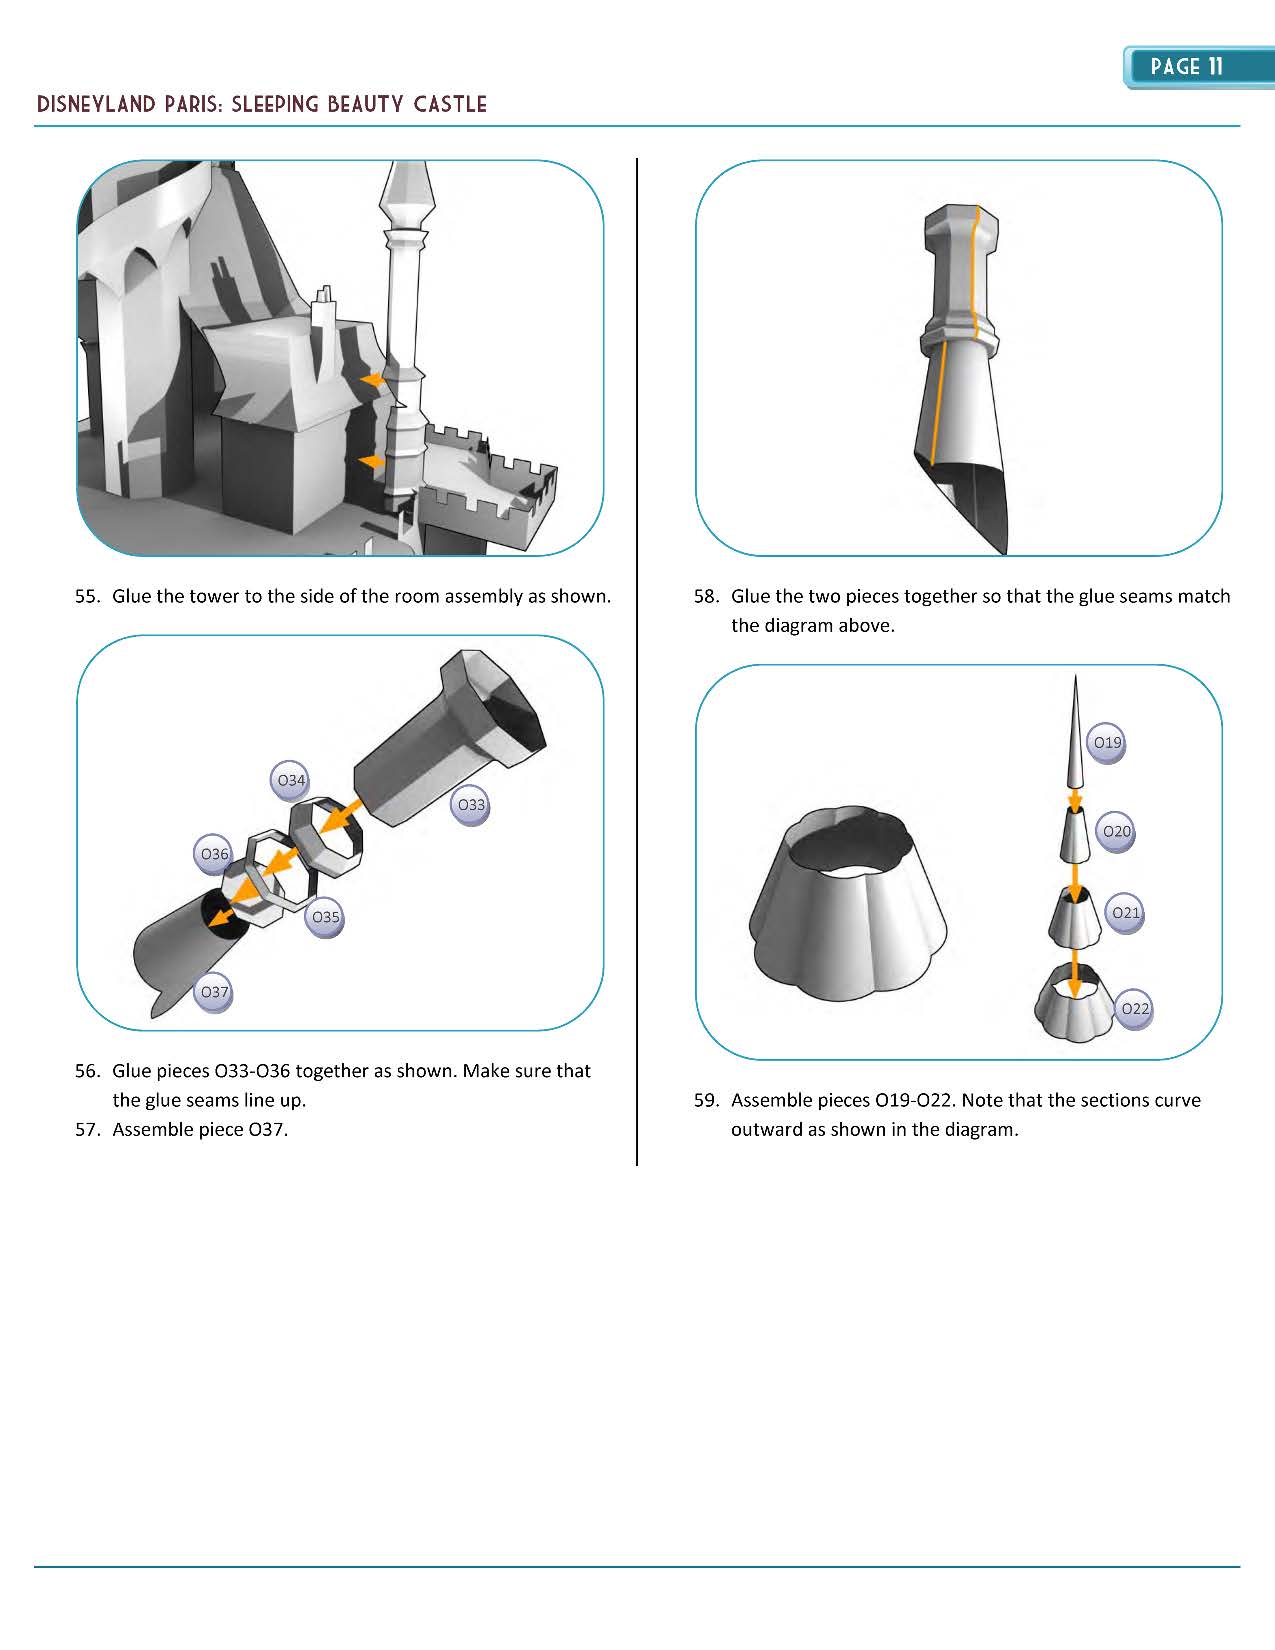 PAGE 11
DISNEYLAND PARIS: SLEEPING BEAUTY CASTLE
55. Glue the tower to the side of the room assembly as shown.
O34
O33
O36
O35
O37
56. Glue pieces O33-O36 together as shown. Make sure that
the glue seams line up.
57. Assemble piece O37.
58. Glue the two pieces together so that the glue seams match
the diagram above.
O19
O20
O21
O22
59. Assemble pieces O19-O22. Note that the sections curve
outward as shown in the diagram.